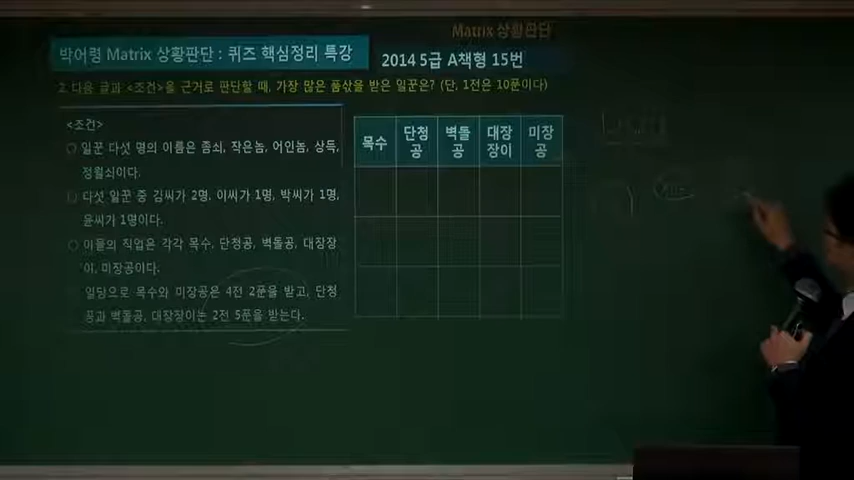 Matrix 상황판단
박어령 Matrix 상황판단 : 퀴즈 핵심정리 특강
2014 5급 A책형 15번
2. 다음 글과 <조건>을 근거로 판단할 때, 가장 많은 품삯을 받은 일꾼은? (단, 1전은 10푼이다)
<조건>
○ 일꾼 다섯 명의 이름은 좀쇠, 작은놈, 어인놈, 상득,
정월쇠이다.
○ 다섯 일꾼 중 김씨가 2명, 이씨가 1명, 박씨가 1명,
윤씨가 1명이다.
○ 이들의 직업은 각각 목수, 단청공, 벽돌공, 대장장
이, 미장공이다.
일당으로 목수와 미장공은 4전 2푼을 받고, 단청
공과 벽돌공, 대장장이는 2전 5푼을 받는다.
목수 단청공 벽돌공 대장장이 미장공